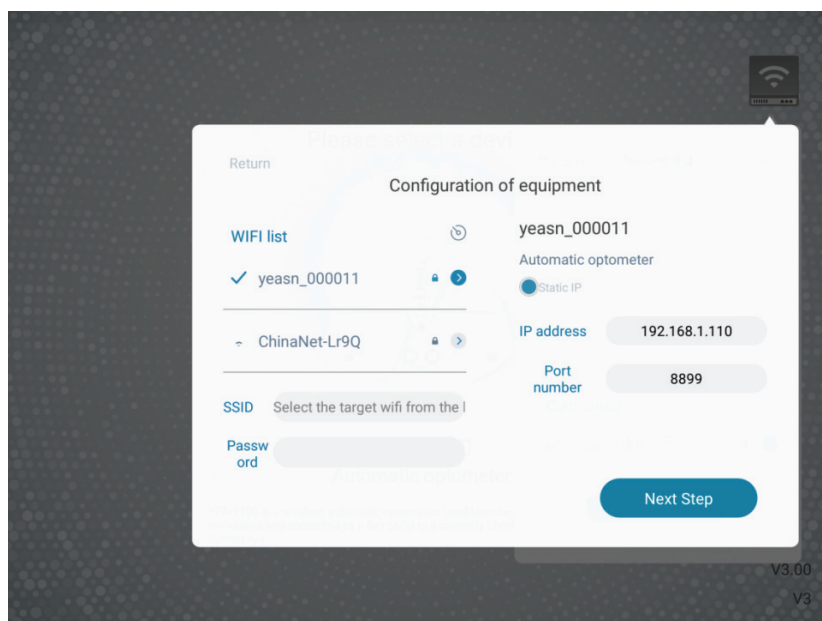 Return
Configuration of equipment
WIFI list
yeasn_000011
ChinaNet-Lr9Q
SSID Select the target wifi from the l
Passw
ord
yeasn_000011
Automatic optometer
Static IP
IP address 192.168.1.110
Port
number 8899
Next Step
V3.00
V3